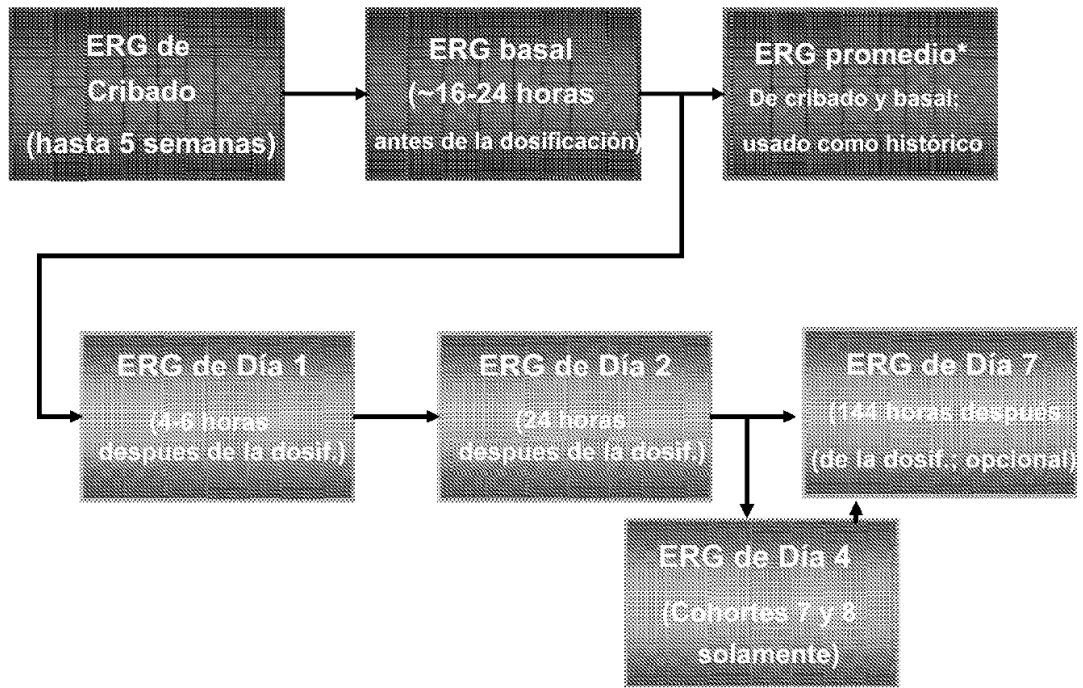 ERG de
Cribado
(hasta 5 semanas)
ERG basal
(~16-24 horas
antes de la dosificación)
ERG promedio*
De cribado y basal;
usado como histórico
ERG de Día 1
(4-6 horas
despues de la dosif.)
ERG de Día 2
(24 horas
despues de la dosif.)
ERG de Día 7
(144 horas después
(de la dosif.; opcional)
ERG de Día 4
(Cohortes 7 y 8
solamente)